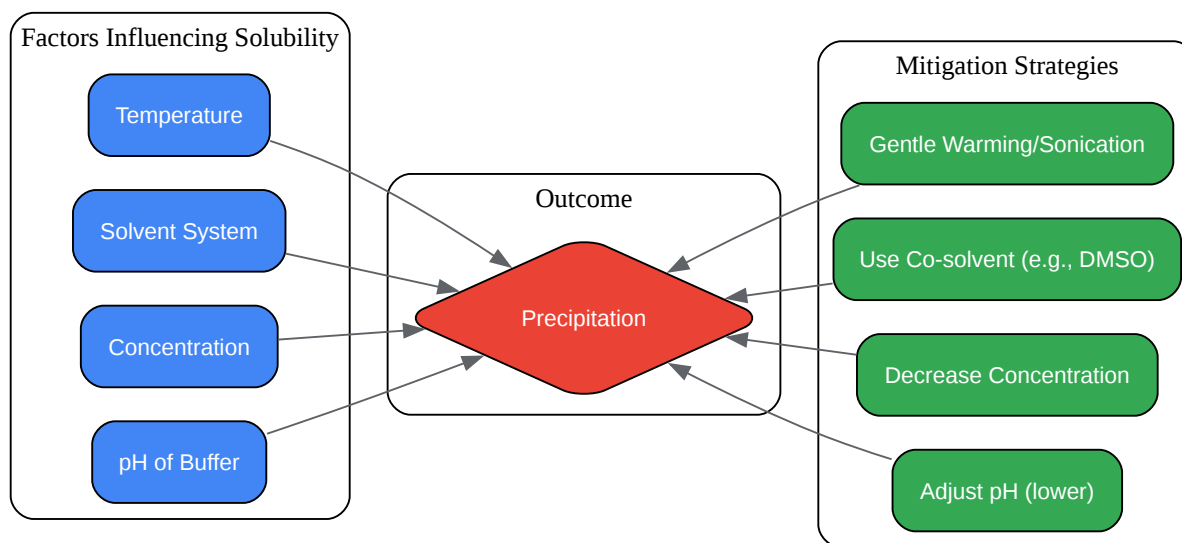 Factors Influencing Solubility
Temperature
Solvent System
Concentration
pH of Buffer
Outcome
Precipitation
Mitigation Strategies
Gentle Warming/Sonication
Use Co-solvent (e.g., DMSO)
Decrease Concentration
Adjust pH (lower)